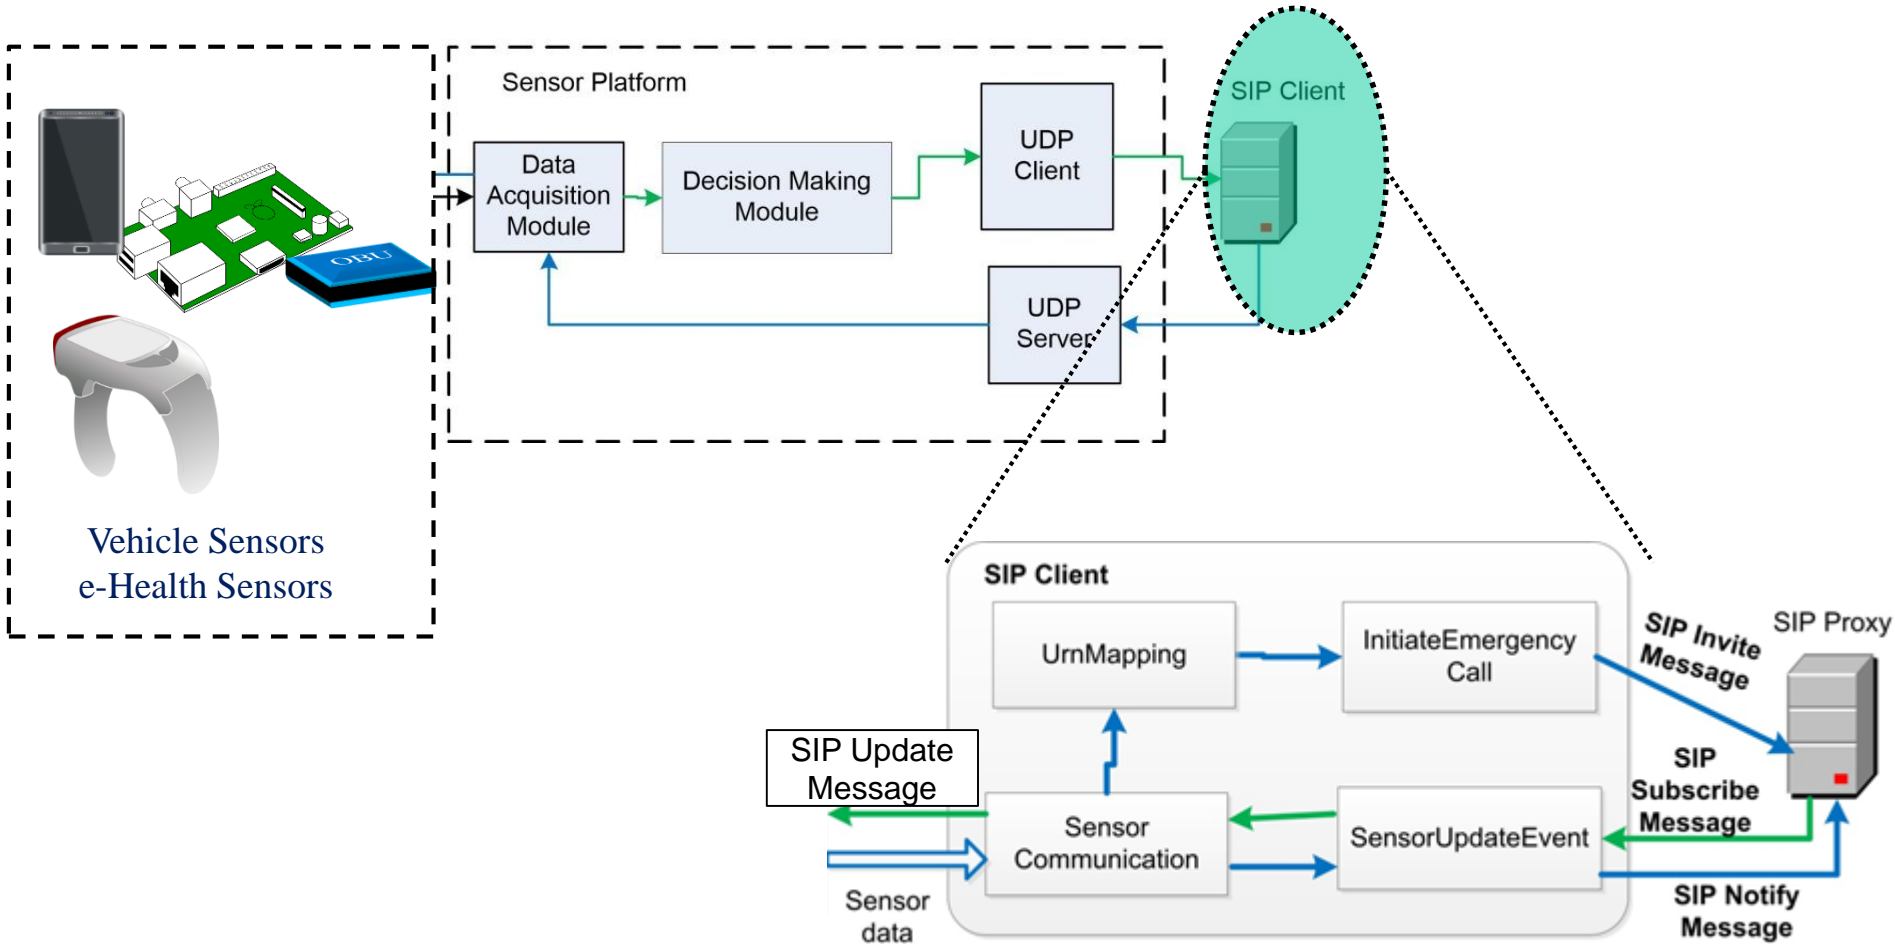 Sensor Platform
Data
Acquisition
Module
Decision Making
Module
UDP
Client
SIP Client
UDP
Server
OBU
Vehicle Sensors
e-Health Sensors
SIP Client
UrnMapping
InitiateEmergency
Call
SIP Invite
Message
SIP Proxy
SIP Update
Message
Sensor
Communication
SensorUpdateEvent
SIP
Subscribe
Message
Sensor
data
SIP Notify
Message